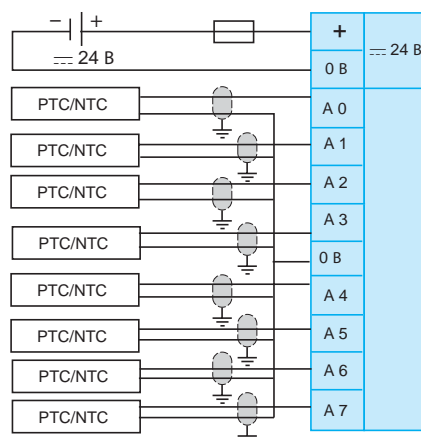 − +
⎓ 24 В
+
⎓ 24 В
0 В
PTC/NTC
A 0
PTC/NTC
A 1
PTC/NTC
A 2
A 3
PTC/NTC
0 В
PTC/NTC
A 4
PTC/NTC
A 5
PTC/NTC
A 6
PTC/NTC
A 7